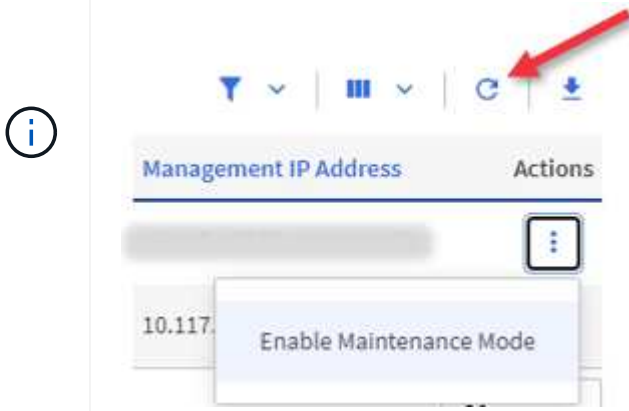 Management IP Address Actions
10.117.
Enable Maintenance Mode